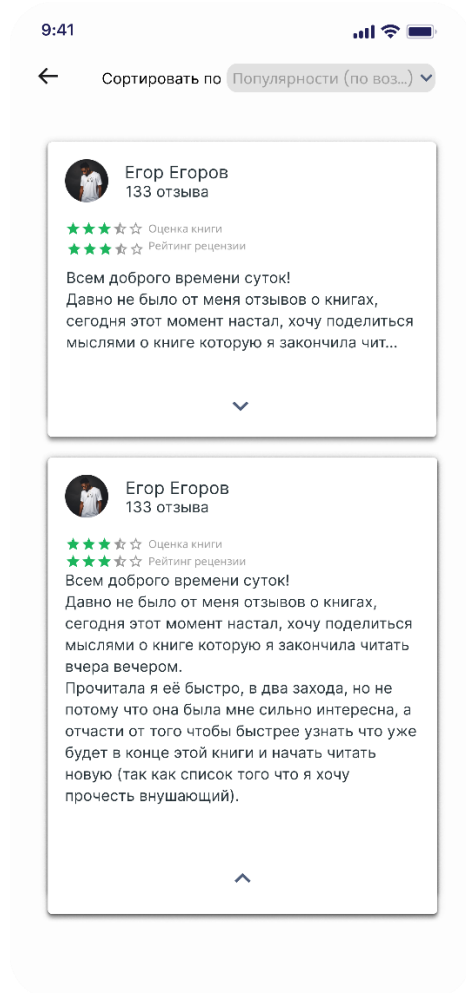 9:41
Сортировать по Популярности (по воз...)
Егор Егоров
133 отзыва
Оценка книги
Рейтинг рецензии
Всем доброго времени суток!
Давно не было от меня отзывов о книгах,
сегодня этот момент настал, хочу поделиться
мыслями о книге которую я закончила чит...
Егор Егоров
133 отзыва
Оценка книги
Рейтинг рецензии
Всем доброго времени суток!
Давно не было от меня отзывов о книгах,
сегодня этот момент настал, хочу поделиться
мыслями о книге которую я закончила читать
вчера вечером.
Прочитала я её быстро, в два захода, но не
потому что она была мне сильно интересна, а
отчасти от того чтобы быстрее узнать что уже
будет в конце этой книги и начать читать
новую (так как список того что я хочу
прочесть внушающий).